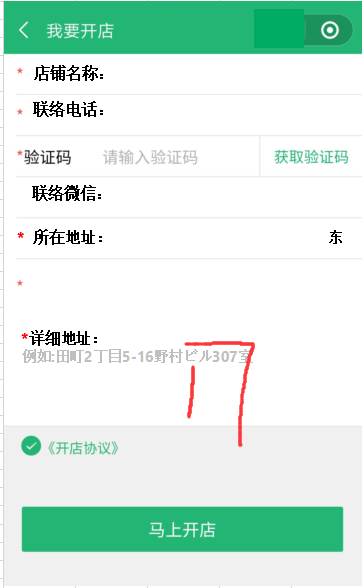 我要开店
* 店铺名称：
* 联络电话：
*验证码 请输入验证码 获取验证码
联络微信：
* 所在地址： 东
*
*详细地址：
例如:田町2丁目5-16野村ビル307室
17
《开店协议》
马上开店